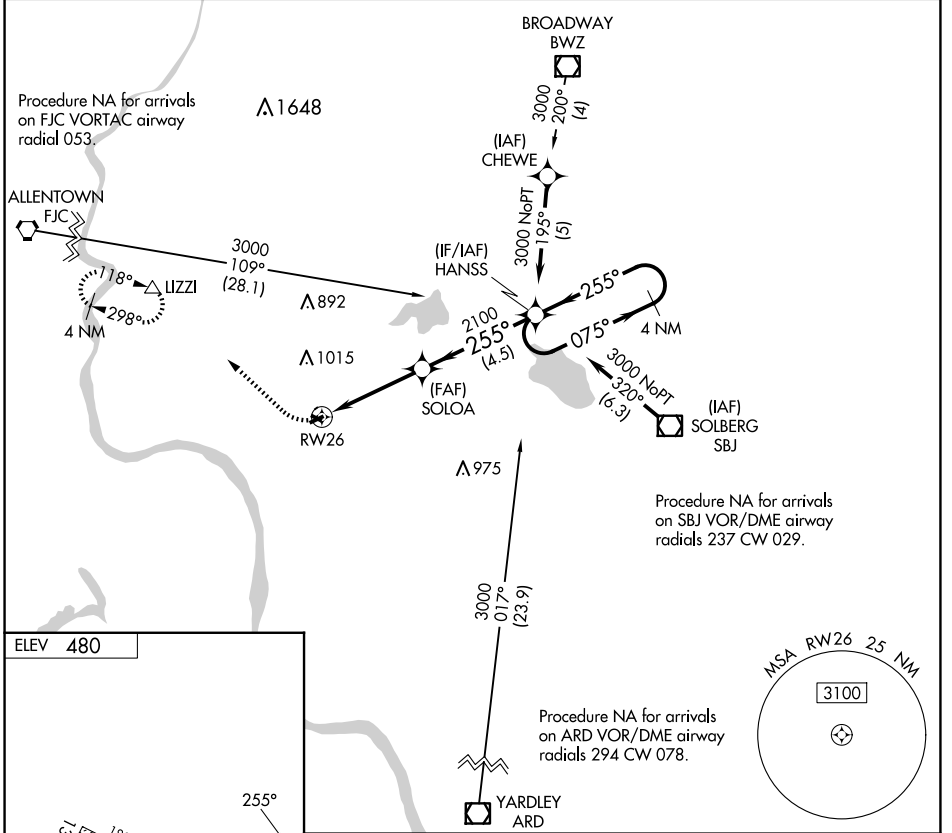 BROADWAY
BWZ
Procedure NA for arrivals
on FJC VORTAC airway
radial 053.
1648
3000
200°
(4)
(IAF)
CHEWE
ALLENTOWN
FJC
3000
109°
(28.1)
3000 NoPT
195°
(5)
(IF/IAF)
HANSS
118°
LIZZI
298°
4 NM
892
2100
255°
(4.5)
255°
075°
4 NM
1015
(FAF)
SOLOA
RW26
3000 NoPT
320°
(6.3)
(IAF)
SOLBERG
SBJ
975
Procedure NA for arrivals
on SBJ VOR/DME airway
radials 237 CW 029.
3000
017°
(23.9)
ELEV 480
MSA RW26 25 NM
3100
Procedure NA for arrivals
on ARD VOR/DME airway
radials 294 CW 078.
255°
YARDLEY
ARD